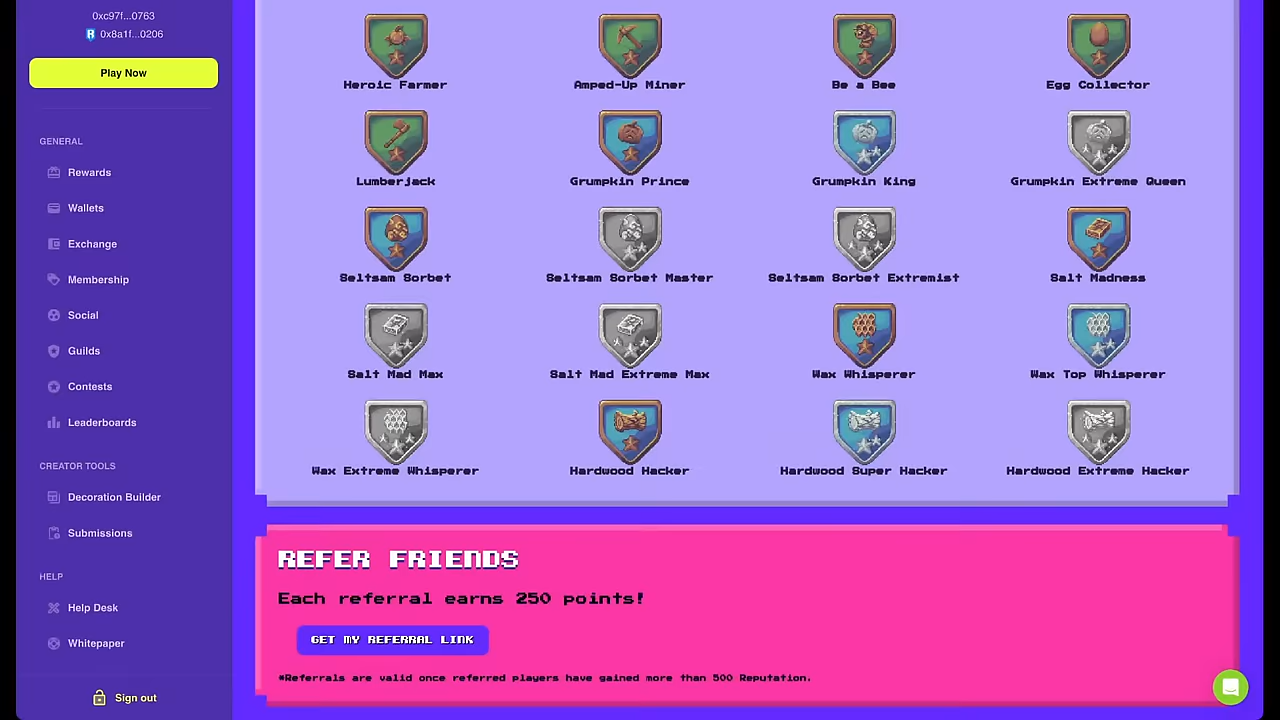 0xc97f...0763
0x8a1f...0206
Play Now
GENERAL
Rewards
Wallets
Exchange
Membership
Social
Guilds
Contests
Leaderboards
CREATOR TOOLS
Decoration Builder
Submissions
HELP
Help Desk
Whitepaper
Sign out
Heroic Farmer
Amped-Up Miner
Be a Bee
Egg Collector
Lumberjack
Grumpkin Prince
Grumpkin King
Grumpkin Extreme Queen
Seltsam Sorbet
Seltsam Sorbet Master
Seltsam Sorbet Extremist
Salt Madness
Salt Mad Max
Salt Mad Extreme Max
Wax Whisperer
Wax Top Whisperer
Wax Extreme Whisperer
Hardwood Hacker
Hardwood Super Hacker
Hardwood Extreme Hacker
REFER FRIENDS
Each referral earns 250 points!
GET MY REFERRAL LINK
*Referrals are valid once referred players have gained more than 500 Reputation.